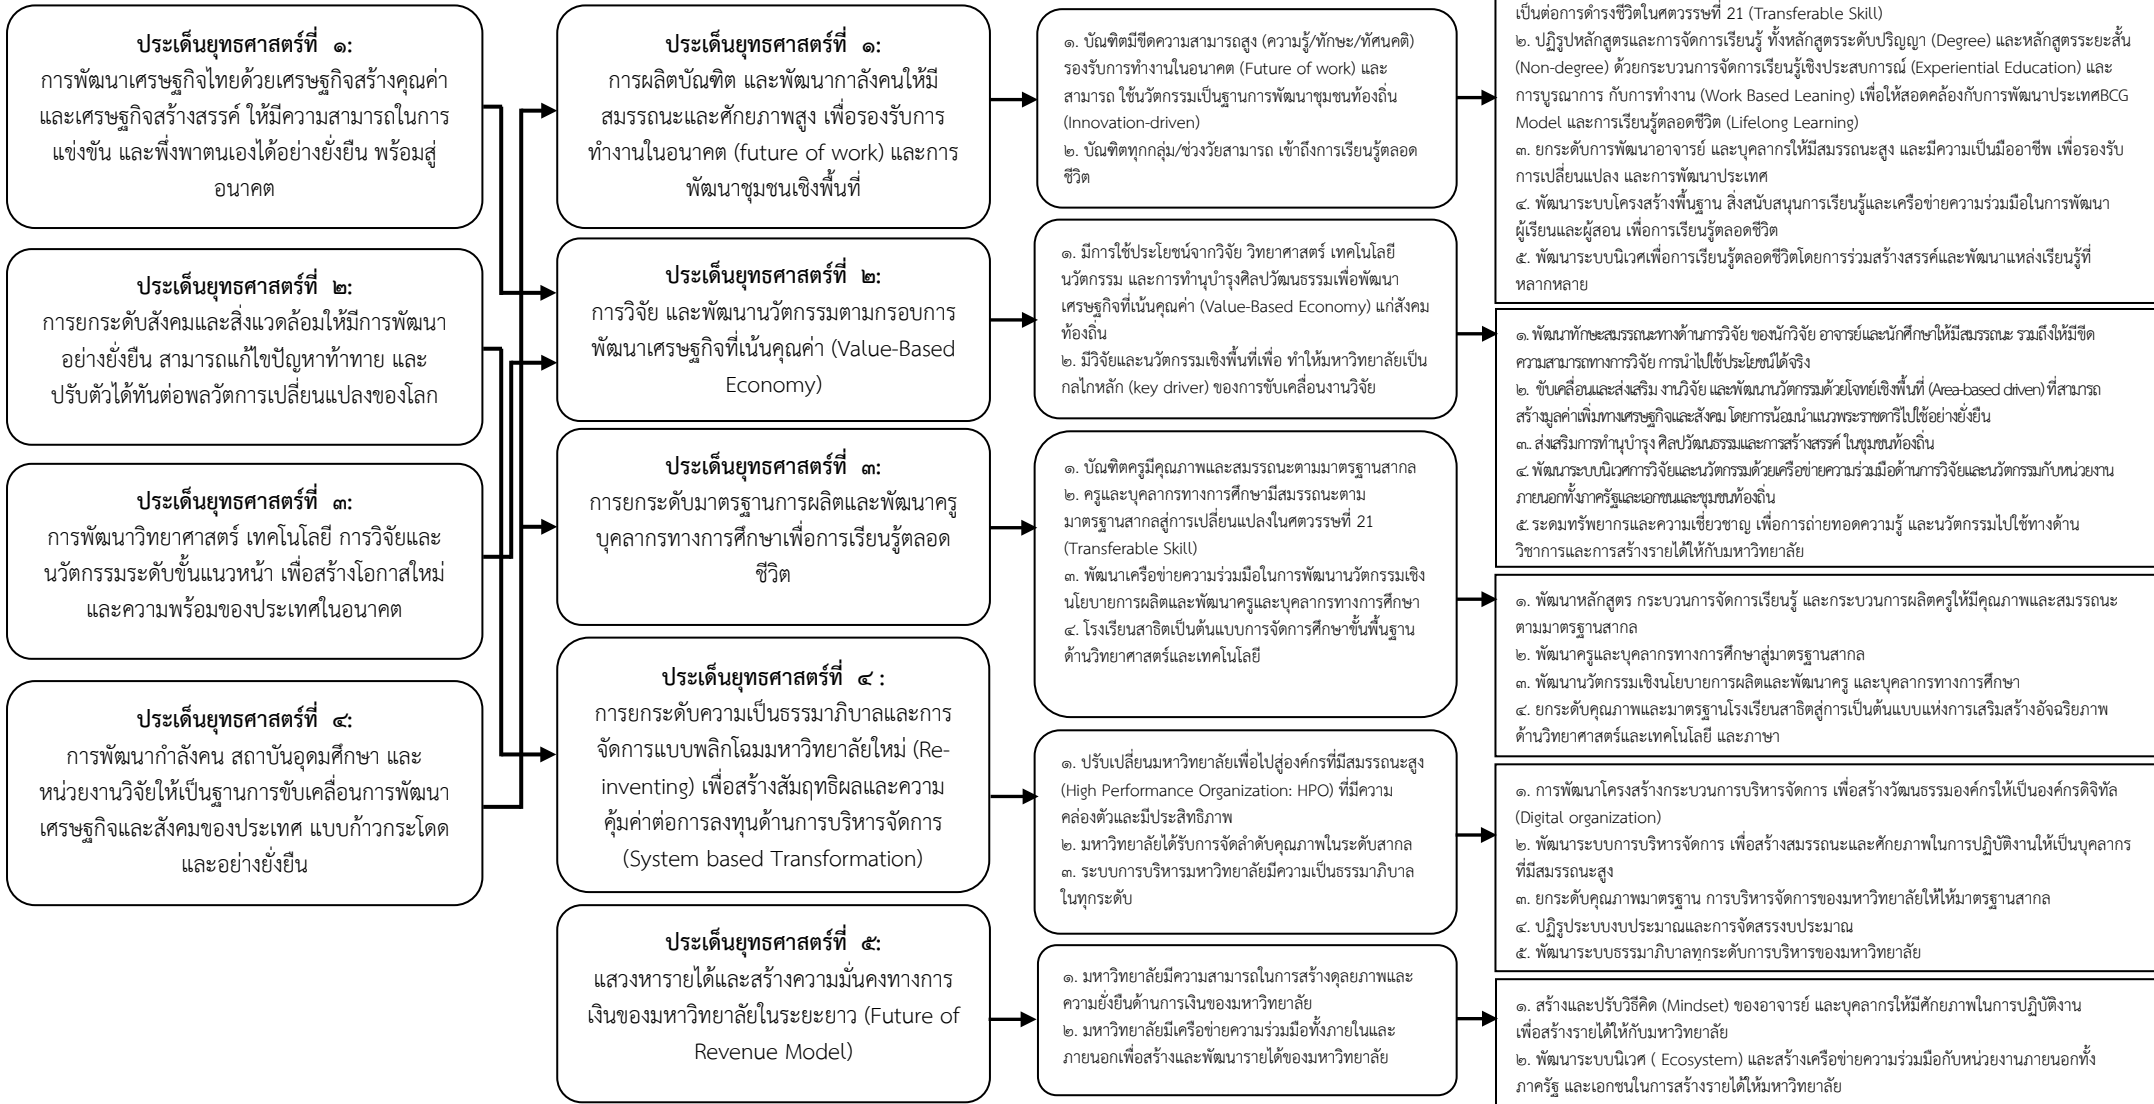 ประเด็นยุทธศาสตร์ที่ ๑:
การพัฒนาเศรษฐกิจไทยด้วยเศรษฐกิจสร้างคุณค่า
และเศรษฐกิจสร้างสรรค์ ให้มีความสามารถในการ
แข่งขัน และพึ่งพาตนเองได้อย่างยั่งยืน พร้อมสู่
อนาคต
ประเด็นยุทธศาสตร์ที่ ๒:
การยกระดับสังคมและสิ่งแวดล้อมให้มีการพัฒนา
อย่างยั่งยืน สามารถแก้ไขปัญหาท้าทาย และ
ปรับตัวได้ทันต่อพลวัตการเปลี่ยนแปลงของโลก
ประเด็นยุทธศาสตร์ที่ ๓:
การพัฒนาวิทยาศาสตร์ เทคโนโลยี การวิจัยและ
นวัตกรรมระดับขั้นแนวหน้า เพื่อสร้างโอกาสใหม่
และความพร้อมของประเทศในอนาคต
ประเด็นยุทธศาสตร์ที่ ๔:
การพัฒนากำลังคน สถาบันอุดมศึกษา และ
หน่วยงานวิจัยให้เป็นฐานการขับเคลื่อนการพัฒนา
เศรษฐกิจและสังคมของประเทศ แบบก้าวกระโดด
และอย่างยั่งยืน
ประเด็นยุทธศาสตร์ที่ ๑:
การผลิตบัณฑิต และพัฒนากาลังคนให้มี
สมรรถนะและศักยภาพสูง เพื่อรองรับการ
ทำงานในอนาคต (future of work) และการ
พัฒนาชุมชนเชิงพื้นที่
ประเด็นยุทธศาสตร์ที่ ๒:
การวิจัย และพัฒนานวัตกรรมตามกรอบการ
พัฒนาเศรษฐกิจที่เน้นคุณค่า (Value-Based
Economy)
ประเด็นยุทธศาสตร์ที่ ๓:
การยกระดับมาตรฐานการผลิตและพัฒนาครู
บุคลากรทางการศึกษาเพื่อการเรียนรู้ตลอด
ชีวิต
ประเด็นยุทธศาสตร์ที่ ๔ :
การยกระดับความเป็นธรรมาภิบาลและการ
จัดการแบบพลิกโฉมมหาวิทยาลัยใหม่ (Re-
inventing) เพื่อสร้างสัมฤทธิผลและความ
คุ้มค่าต่อการลงทุนด้านการบริหารจัดการ
(System based Transformation)
ประเด็นยุทธศาสตร์ที่ ๕:
แสวงหารายได้และสร้างความมั่นคงทางการ
เงินของมหาวิทยาลัยในระยะยาว (Future of
Revenue Model)
๑. บัณฑิตมีขีดความสามารถสูง (ความรู้/ทักษะ/ทัศนคติ)
รองรับการทำงานในอนาคต (Future of work) และ
สามารถ ใช้นวัตกรรมเป็นฐานการพัฒนาชุมชนท้องถิ่น
(Innovation-driven)
๒. บัณฑิตทุกกลุ่ม/ช่วงวัยสามารถ เข้าถึงการเรียนรู้ตลอด
ชีวิต
๑. มีการใช้ประโยชน์จากวิจัย วิทยาศาสตร์ เทคโนโลยี
นวัตกรรม และการทำนุบำรุงศิลปวัฒนธรรมเพื่อพัฒนา
เศรษฐกิจที่เน้นคุณค่า (Value-Based Economy) แก่สังคม
ท้องถิ่น
๒. มีวิจัยและนวัตกรรมเชิงพื้นที่เพื่อ ทำให้มหาวิทยาลัยเป็น
กลไกหลัก (key driver) ของการขับเคลื่อนงานวิจัย
๑. บัณฑิตครูมีคุณภาพและสมรรถนะตามมาตรฐานสากล
๒. ครูและบุคลากรทางการศึกษามีสมรรถนะตาม
มาตรฐานสากลสู่การเปลี่ยนแปลงในศตวรรษที่ 21
(Transferable Skill)
๓. พัฒนาเครือข่ายความร่วมมือในการพัฒนานวัตกรรมเชิง
นโยบายการผลิตและพัฒนาครูและบุคลากรทางการศึกษา
๔. โรงเรียนสาธิตเป็นต้นแบบการจัดการศึกษาขั้นพื้นฐาน
ด้านวิทยาศาสตร์และเทคโนโลยี
๑. ปรับเปลี่ยนมหาวิทยาลัยเพื่อไปสู่องค์กรที่มีสมรรถนะสูง
(High Performance Organization: HPO) ที่มีความ
คล่องตัวและมีประสิทธิภาพ
๒. มหาวิทยาลัยได้รับการจัดลำดับคุณภาพในระดับสากล
๓. ระบบการบริหารมหาวิทยาลัยมีความเป็นธรรมาภิบาล
ในทุกระดับ
๑. มหาวิทยาลัยมีความสามารถในการสร้างดุลยภาพและ
ความยั่งยืนด้านการเงินของมหาวิทยาลัย
๒. มหาวิทยาลัยมีเครือข่ายความร่วมมือทั้งภายในและ
ภายนอกเพื่อสร้างและพัฒนารายได้ของมหาวิทยาลัย
เป็นต่อการดำรงชีวิตในศตวรรษที่ 21 (Transferable Skill)
๒. ปฏิรูปหลักสูตรและการจัดการเรียนรู้ ทั้งหลักสูตรระดับปริญญา (Degree) และหลักสูตรระยะสั้น
(Non-degree) ด้วยกระบวนการจัดการเรียนรู้เชิงประสบการณ์ (Experiential Education) และ
การบูรณาการ กับการทำงาน (Work Based Leaning) เพื่อให้สอดคล้องกับการพัฒนาประเทศBCG
Model และการเรียนรู้ตลอดชีวิต (Lifelong Learning)
๓. ยกระดับการพัฒนาอาจารย์ และบุคลากรให้มีสมรรถนะสูง และมีความเป็นมืออาชีพ เพื่อรองรับ
การเปลี่ยนแปลง และการพัฒนาประเทศ
๔. พัฒนาระบบโครงสร้างพื้นฐาน สิ่งสนับสนุนการเรียนรู้และเครือข่ายความร่วมมือในการพัฒนา
ผู้เรียนและผู้สอน เพื่อการเรียนรู้ตลอดชีวิต
๕. พัฒนาระบบนิเวศเพื่อการเรียนรู้ตลอดชีวิตโดยการร่วมสร้างสรรค์และพัฒนาแหล่งเรียนรู้ที่
หลากหลาย
๑. พัฒนาทักษะสมรรถนะทางด้านการวิจัย ของนักวิจัย อาจารย์และนักศึกษาให้มีสมรรถนะ รวมถึงให้มีขีด
ความสามารถทางการวิจัย การนำไปใช้ประโยชน์ได้จริง
๒. ขับเคลื่อนและส่งเสริม งานวิจัย และพัฒนานวัตกรรมด้วยโจทย์เชิงพื้นที่ (Area-based driven) ที่สามารถ
สร้างมูลค่าเพิ่มทางเศรษฐกิจและสังคม โดยการน้อมนำแนวพระราชดาริไปใช้อย่างยั่งยืน
๓.. ส่งเสริมการทำนุบำรุง ศิลปวัฒนธรรมและการสร้างสรรค์ ในชุมชนท้องถิ่น
๔. พัฒนาระบบนิเวศการวิจัยและนวัตกรรมด้วยเครือข่ายความร่วมมือด้านการวิจัยและนวัตกรรมกับหน่วยงาน
ภายนอกทั้งภาครัฐและเอกชนและชุมชนท้องถิ่น
๕. ระดมทรัพยากรและความเชี่ยวชาญ เพื่อการถ่ายทอดความรู้ และนวัตกรรมไปใช้ทางด้าน
วิชาการและการสร้างรายได้ให้กับมหาวิทยาลัย
๑. พัฒนาหลักสูตร กระบวนการจัดการเรียนรู้ และกระบวนการผลิตครูให้มีคุณภาพและสมรรถนะ
ตามมาตรฐานสากล
๒. พัฒนาครูและบุคลากรทางการศึกษาสู่มาตรฐานสากล
๓. พัฒนานวัตกรรมเชิงนโยบายการผลิตและพัฒนาครู และบุคลากรทางการศึกษา
๔. ยกระดับคุณภาพและมาตรฐานโรงเรียนสาธิตสู่การเป็นต้นแบบแห่งการเสริมสร้างอัจฉริยภาพ
ด้านวิทยาศาสตร์และเทคโนโลยี และภาษา
๑. การพัฒนาโครงสร้างกระบวนการบริหารจัดการ เพื่อสร้างวัฒนธรรมองค์กรให้เป็นองค์กรดิจิทัล
(Digital organization)
๒. พัฒนาระบบการบริหารจัดการ เพื่อสร้างสมรรถนะและศักยภาพในการปฏิบัติงานให้เป็นบุคลากร
ที่มีสมรรถนะสูง
๓. ยกระดับคุณภาพมาตรฐาน การบริหารจัดการของมหาวิทยาลัยให้ให้มาตรฐานสากล
๔. ปฏิรูประบบงบประมาณและการจัดสรรงบประมาณ
๕. พัฒนาระบบธรรมาภิบาลทุกระดับการบริหารของมหาวิทยาลัย
๑. สร้างและปรับวิธีคิด (Mindset) ของอาจารย์ และบุคลากรให้มีศักยภาพในการปฏิบัติงาน
เพื่อสร้างรายได้ให้กับมหาวิทยาลัย
๒. พัฒนาระบบนิเวศ ( Ecosystem) และสร้างเครือข่ายความร่วมมือกับหน่วยงานภายนอกทั้ง
ภาครัฐ และเอกชนในการสร้างรายได้ให้มหาวิทยาลัย